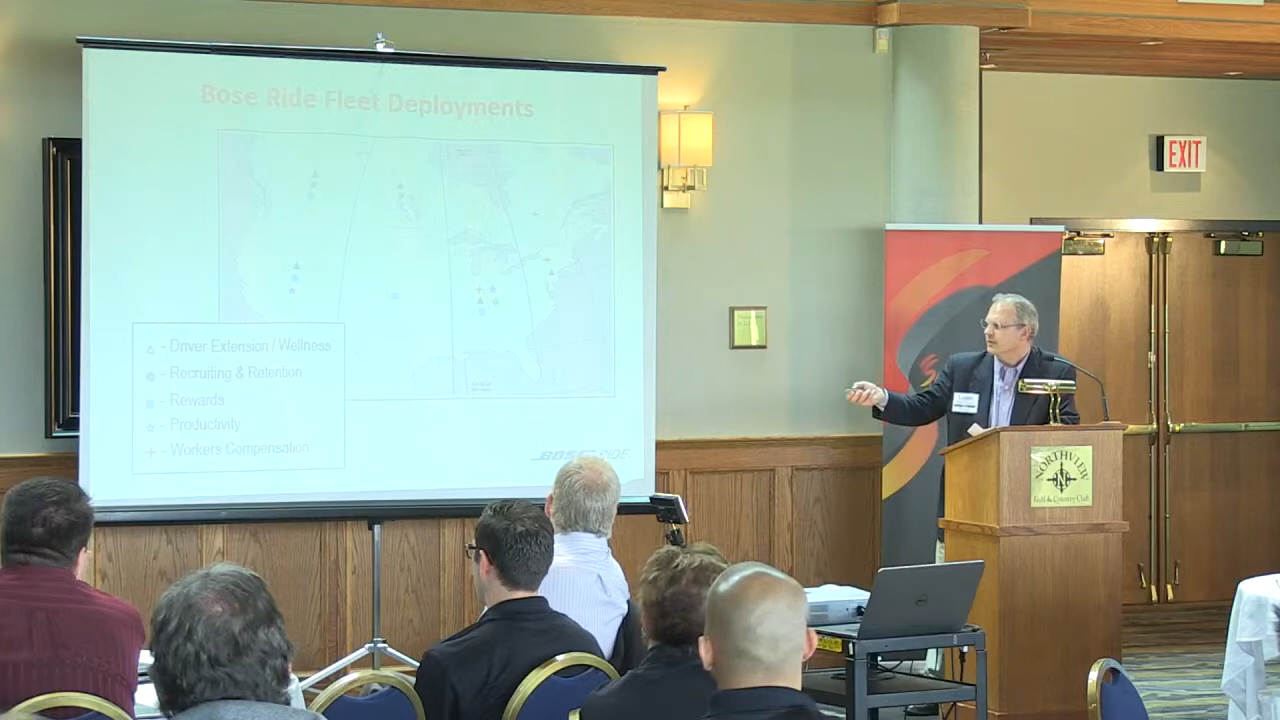 Bose Ride Fleet Deployments
- Driver Extension / Wellness
- Recruiting & Retention
- Rewards
- Productivity
- Workers Compensation
BOSE RIDE
EXIT
NORTHVIEW
Golf & Country Club
DELL